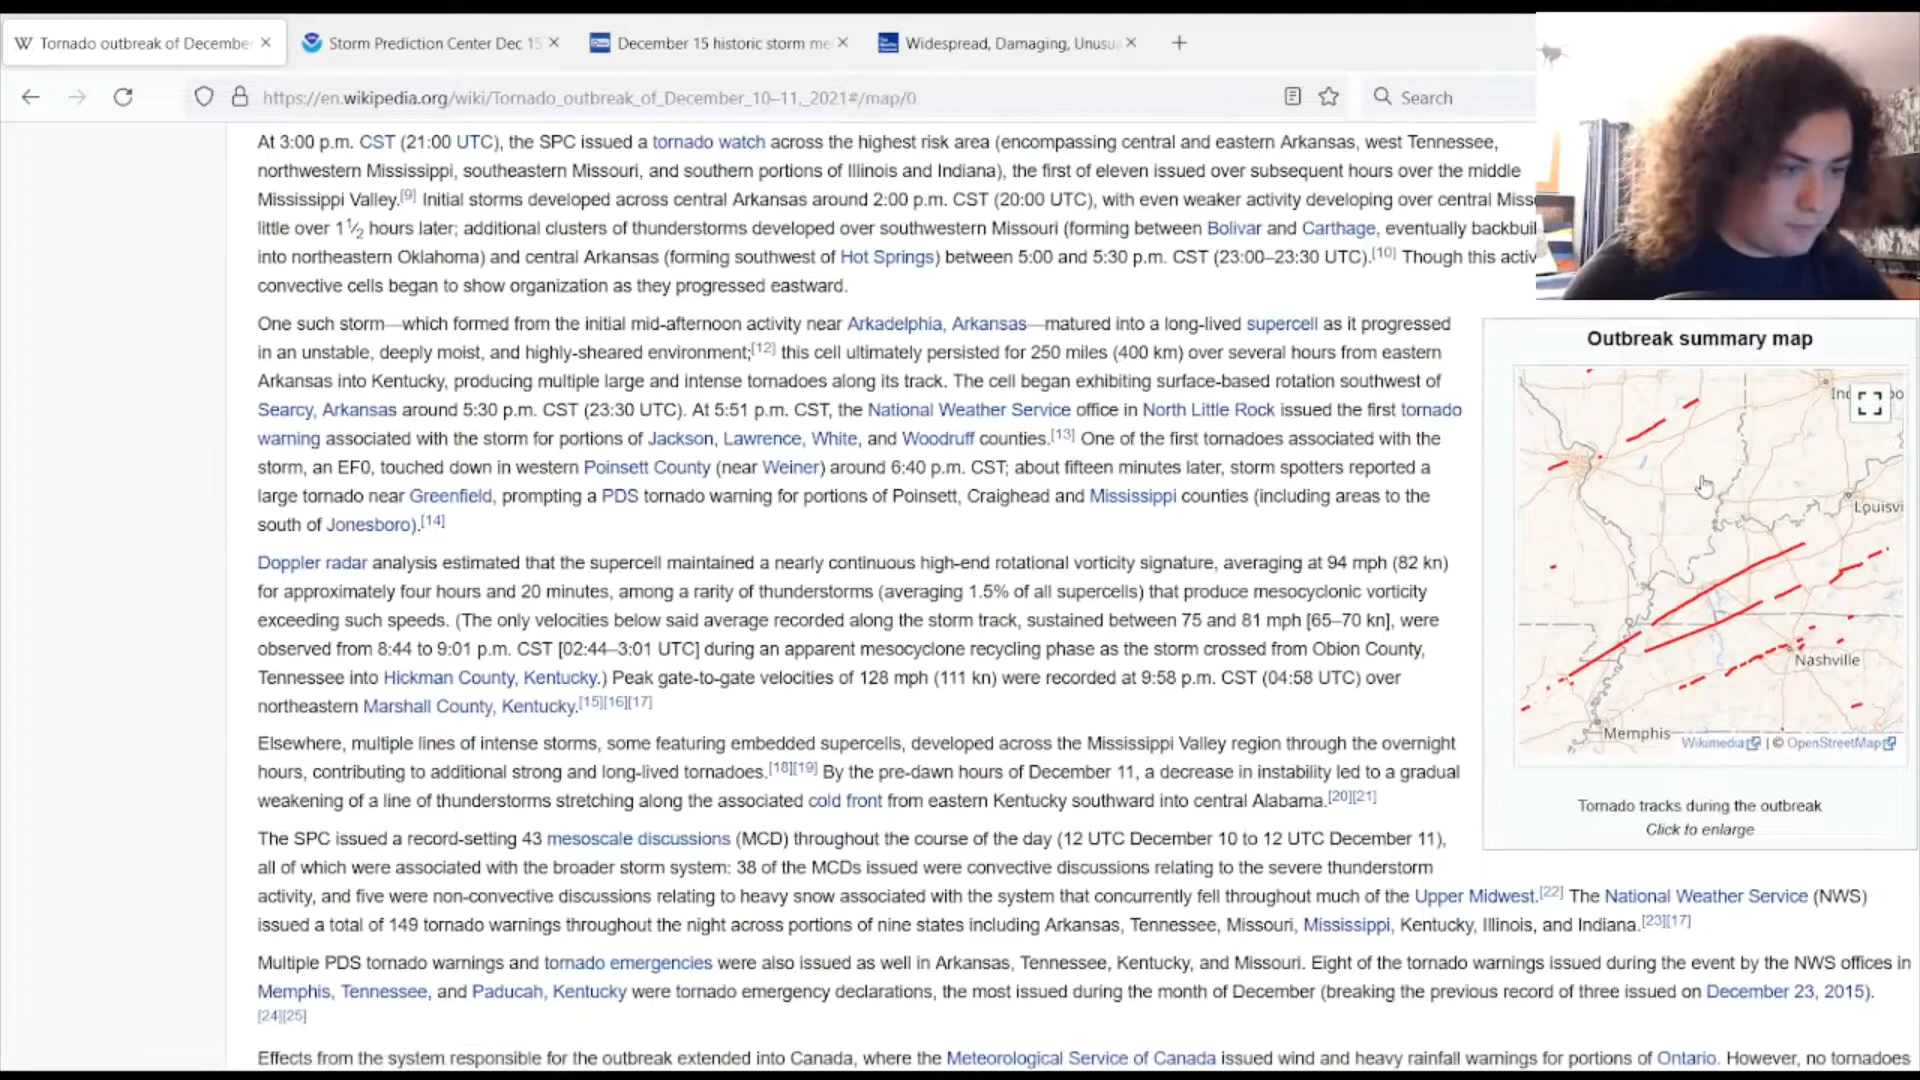 Tornado outbreak of Decembe
Storm Prediction Center Dec 15
December 15 historic storm me
Widespread, Damaging, Unusu
https://en.wikipedia.org/wiki/Tornado_outbreak_of_December_10–11,_2021#/map/0
Search
At 3:00 p.m. CST (21:00 UTC), the SPC issued a tornado watch across the highest risk area (encompassing central and eastern Arkansas, west Tennessee,
northwestern Mississippi, southeastern Missouri, and southern portions of Illinois and Indiana), the first of eleven issued over subsequent hours over the middle
Mississippi Valley.[9] Initial storms developed across central Arkansas around 2:00 p.m. CST (20:00 UTC), with even weaker activity developing over central Misso
little over 1 1/2 hours later; additional clusters of thunderstorms developed over southwestern Missouri (forming between Bolivar and Carthage, eventually backbuil
into northeastern Oklahoma) and central Arkansas (forming southwest of Hot Springs) between 5:00 and 5:30 p.m. CST (23:00–23:30 UTC).[10] Though this activ
convective cells began to show organization as they progressed eastward.
One such storm—which formed from the initial mid-afternoon activity near Arkadelphia, Arkansas—matured into a long-lived supercell as it progressed
in an unstable, deeply moist, and highly-sheared environment;[12] this cell ultimately persisted for 250 miles (400 km) over several hours from eastern
Arkansas into Kentucky, producing multiple large and intense tornadoes along its track. The cell began exhibiting surface-based rotation southwest of
Searcy, Arkansas around 5:30 p.m. CST (23:30 UTC). At 5:51 p.m. CST, the National Weather Service office in North Little Rock issued the first tornado
warning associated with the storm for portions of Jackson, Lawrence, White, and Woodruff counties.[13] One of the first tornadoes associated with the
storm, an EF0, touched down in western Poinsett County (near Weiner) around 6:40 p.m. CST; about fifteen minutes later, storm spotters reported a
large tornado near Greenfield, prompting a PDS tornado warning for portions of Poinsett, Craighead and Mississippi counties (including areas to the
south of Jonesboro).[14]
Doppler radar analysis estimated that the supercell maintained a nearly continuous high-end rotational vorticity signature, averaging at 94 mph (82 kn)
for approximately four hours and 20 minutes, among a rarity of thunderstorms (averaging 1.5% of all supercells) that produce mesocyclonic vorticity
exceeding such speeds. (The only velocities below said average recorded along the storm track, sustained between 75 and 81 mph [65–70 kn], were
observed from 8:44 to 9:01 p.m. CST [02:44–3:01 UTC] during an apparent mesocyclone recycling phase as the storm crossed from Obion County,
Tennessee into Hickman County, Kentucky.) Peak gate-to-gate velocities of 128 mph (111 kn) were recorded at 9:58 p.m. CST (04:58 UTC) over
northeastern Marshall County, Kentucky.[15][16][17]
Elsewhere, multiple lines of intense storms, some featuring embedded supercells, developed across the Mississippi Valley region through the overnight
hours, contributing to additional strong and long-lived tornadoes.[18][19] By the pre-dawn hours of December 11, a decrease in instability led to a gradual
weakening of a line of thunderstorms stretching along the associated cold front from eastern Kentucky southward into central Alabama.[20][21]
The SPC issued a record-setting 43 mesoscale discussions (MCD) throughout the course of the day (12 UTC December 10 to 12 UTC December 11),
all of which were associated with the broader storm system: 38 of the MCDs issued were convective discussions relating to the severe thunderstorm
activity, and five were non-convective discussions relating to heavy snow associated with the system that concurrently fell throughout much of the Upper Midwest.[22] The National Weather Service (NWS)
issued a total of 149 tornado warnings throughout the night across portions of nine states including Arkansas, Tennessee, Missouri, Mississippi, Kentucky, Illinois, and Indiana.[23][17]
Multiple PDS tornado warnings and tornado emergencies were also issued as well in Arkansas, Tennessee, Kentucky, and Missouri. Eight of the tornado warnings issued during the event by the NWS offices in
Memphis, Tennessee, and Paducah, Kentucky were tornado emergency declarations, the most issued during the month of December (breaking the previous record of three issued on December 23, 2015).
[24][25]
Effects from the system responsible for the outbreak extended into Canada, where the Meteorological Service of Canada issued wind and heavy rainfall warnings for portions of Ontario. However, no tornadoes
Outbreak summary map
Louisvi
Nashville
Memphis
Wikimedia | © OpenStreetMap
Tornado tracks during the outbreak
Click to enlarge